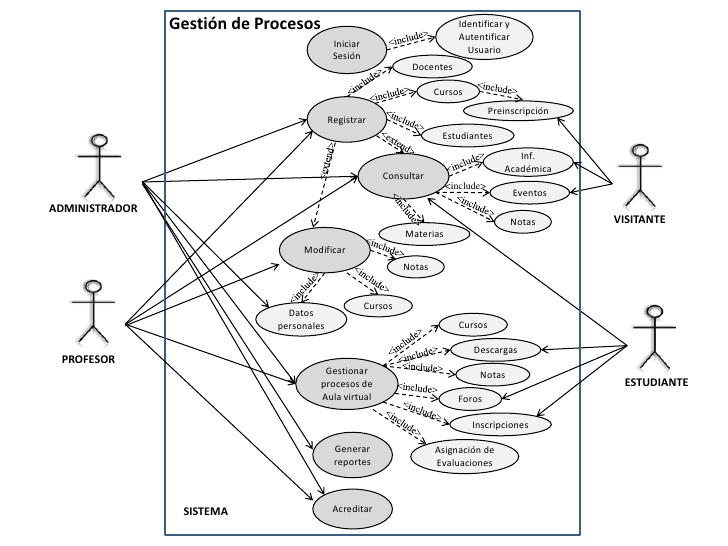 Gestión de Procesos
Iniciar
Sesión
<include>
Identificar y
Autentificar
Usuario
<include>
Docentes
<include>
Cursos
<include>
Preinscripción
Registrar
<include>
Estudiantes
<extend>
<extend>
Consultar
<include>
Inf.
Académica
<include>
Eventos
<include>
Notas
<include>
Materias
ADMINISTRADOR
VISITANTE
Modificar
<include>
Notas
<include>
Cursos
<include>
Datos
personales
PROFESOR
ESTUDIANTE
Gestionar
procesos de
Aula virtual
<include>
Cursos
<include>
Descargas
<include>
Notas
<include>
Foros
<include>
Inscripciones
<include>
Asignación de
Evaluaciones
Generar
reportes
Acreditar
SISTEMA